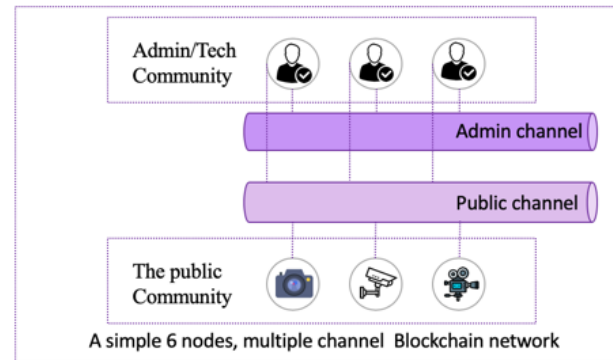 Admin/Tech
Community
Admin channel
Public channel
The public
Community
A simple 6 nodes, multiple channel Blockchain network